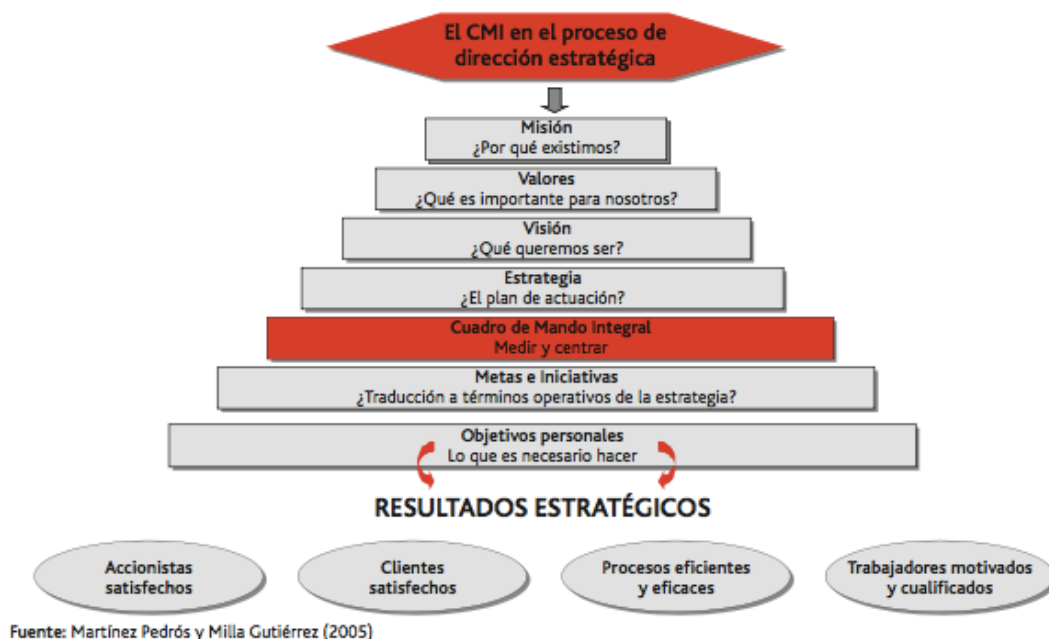 El CMI en el proceso de
dirección estratégica
Misión
¿Por qué existimos?
Valores
¿Qué es importante para nosotros?
Visión
¿Qué queremos ser?
Estrategia
¿El plan de actuación?
Cuadro de Mando Integral
Medir y centrar
Metas e Iniciativas
¿Traducción a términos operativos de la estrategia?
Objetivos personales
Lo que es necesario hacer
RESULTADOS ESTRATÉGICOS
Accionistas
satisfechos
Clientes
satisfechos
Procesos eficientes
y eficaces
Trabajadores motivados
y cualificados
Fuente: Martínez Pedrós y Milla Gutiérrez (2005)